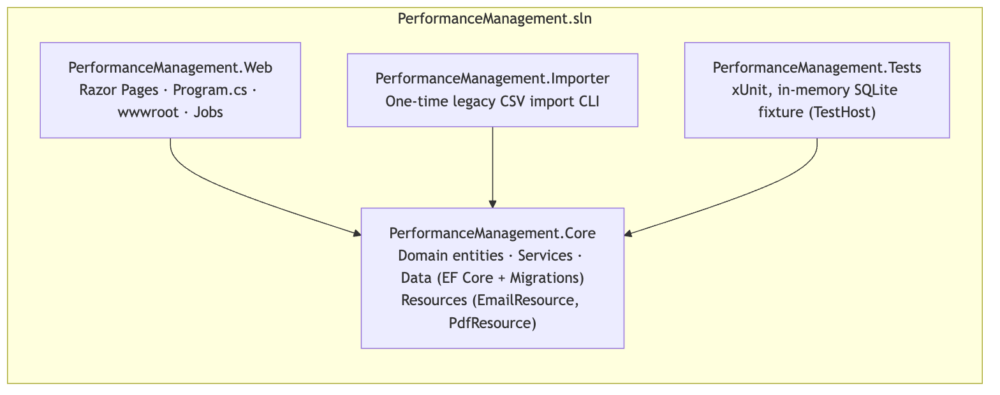 PerformanceManagement.sln
PerformanceManagement.Web
Razor Pages · Program.cs ·
wwwroot · Jobs
PerformanceManagement.Importer
One-time legacy CSV import CLI
PerformanceManagement.Tests
xUnit, in-memory SQLite
fixture (TestHost)
PerformanceManagement.Core
Domain entities · Services ·
Data (EF Core + Migrations)
Resources (EmailResource,
PdfResource)